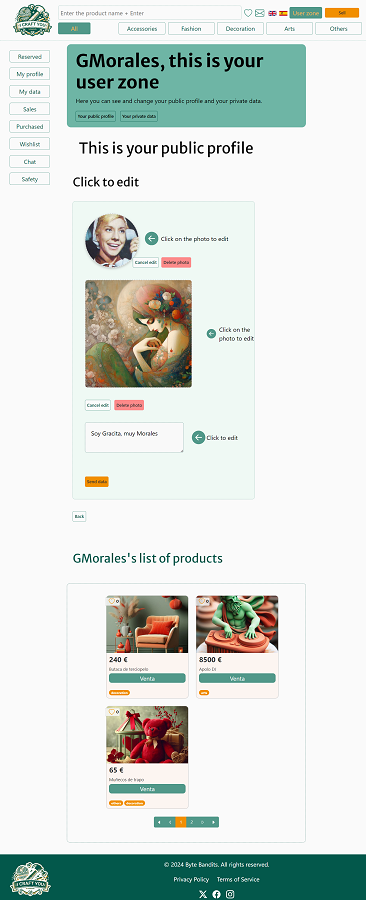 I CRAFT YOU
Enter the product name + Enter
User zone
Sell
All
Accessories
Fashion
Decoration
Arts
Others
Reserved
My profile
My data
Sales
Purchased
Wishlist
Chat
Safety
GMorales, this is your
user zone
Here you can see and change your public profile and your private data.
Your public profile
Your private data
This is your public profile
Click to edit
Click on the photo to edit
Cancel edit
Delete photo
Click on the
photo to edit
Cancel edit
Delete photo
Soy Gracita, muy Morales
Click to edit
Send data
Back
GMorales's list of products
0
240 €
Butaca de terciopelo
Venta
decoration
0
8500 €
Apolo DJ
Venta
arts
0
65 €
Muñecos de trapo
Venta
others
decoration
1
2
© 2024 Byte Bandits. All rights reserved.
Privacy Policy
Terms of Service
I CRAFT YOU